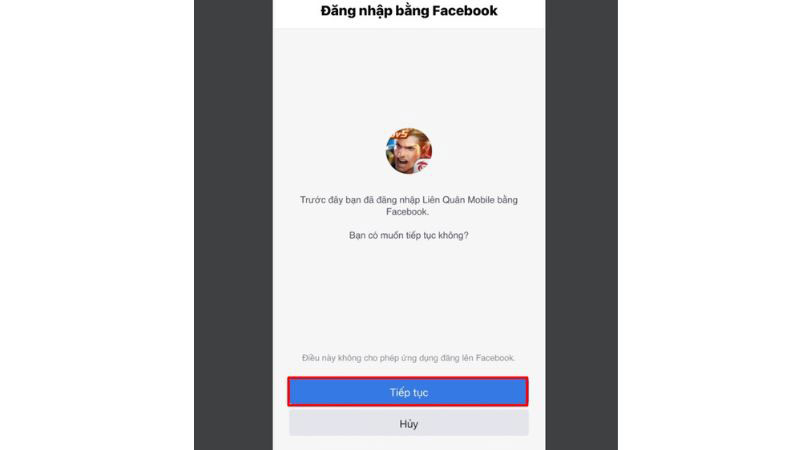 Đăng nhập bằng Facebook
5v5
Trước đây bạn đã đăng nhập Liên Quân Mobile bằng
Facebook.
Bạn có muốn tiếp tục không?
Điều này không cho phép ứng dụng đăng lên Facebook.
Tiếp tục
Hủy